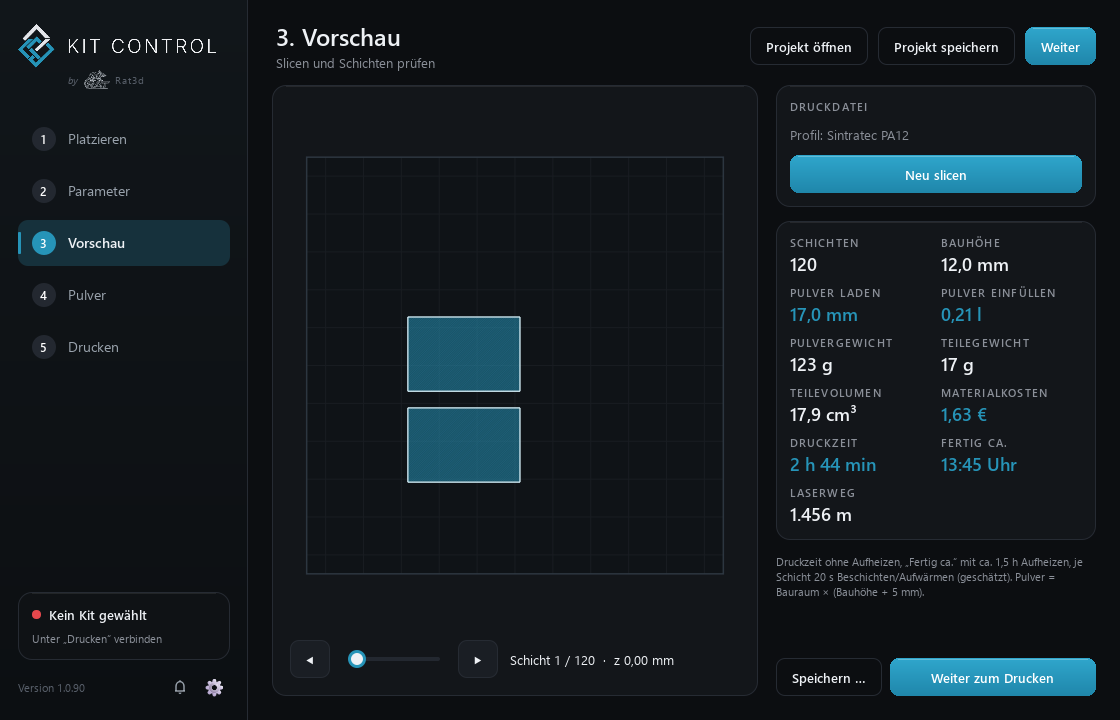 KIT CONTROL
by Rat3d
1 Platzieren
2 Parameter
3 Vorschau
4 Pulver
5 Drucken
Kein Kit gewählt
Unter „Drucken“ verbinden
Version 1.0.90
3. Vorschau
Slicen und Schichten prüfen
Projekt öffnen
Projekt speichern
Weiter
Schicht 1 / 120 · z 0,00 mm
DRUCKDATEI
Profil: Sintratec PA12
Neu slicen
SCHICHTEN
120
BAUHÖHE
12,0 mm
PULVER LADEN
17,0 mm
PULVER EINFÜLLEN
0,21 l
PULVERGEWICHT
123 g
TEILEGEWICHT
17 g
TEILEVOLUMEN
17,9 cm³
MATERIALKOSTEN
1,63 €
DRUCKZEIT
2 h 44 min
FERTIG CA.
13:45 Uhr
LASERWEG
1.456 m
Druckzeit ohne Aufheizen, „Fertig ca.“ mit ca. 1,5 h Aufheizen, je
Schicht 20 s Beschichten/Aufwärmen (geschätzt). Pulver =
Bauraum × (Bauhöhe + 5 mm).
Speichern ...
Weiter zum Drucken